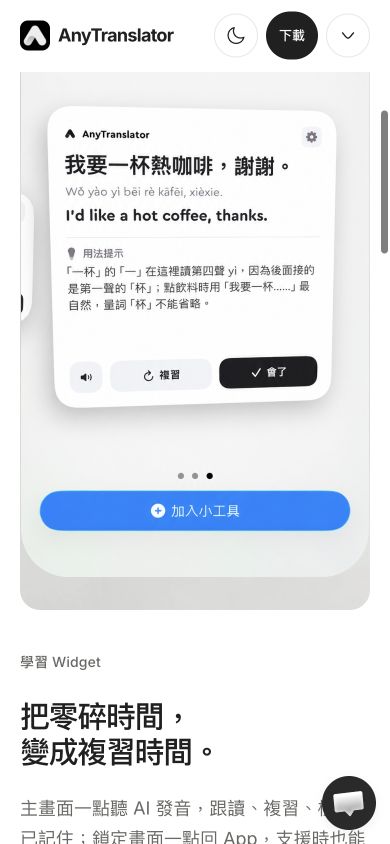 AnyTranslator
下載
AnyTranslator
我要一杯熱咖啡，謝謝。
Wǒ yào yì bēi rè kāfēi, xièxie.
I'd like a hot coffee, thanks.
用法提示
「一杯」的「一」在這裡讀第四聲 yì，因為後面接的
是第一聲的「杯」；點飲料時用「我要一杯……」最
自然，量詞「杯」不能省略。
複習
會了
加入小工具
學習 Widget
把零碎時間，
變成複習時間。
主畫面一點聽 AI 發音，跟讀、複習、
已記住；鎖定畫面一點回 App，支援時也能